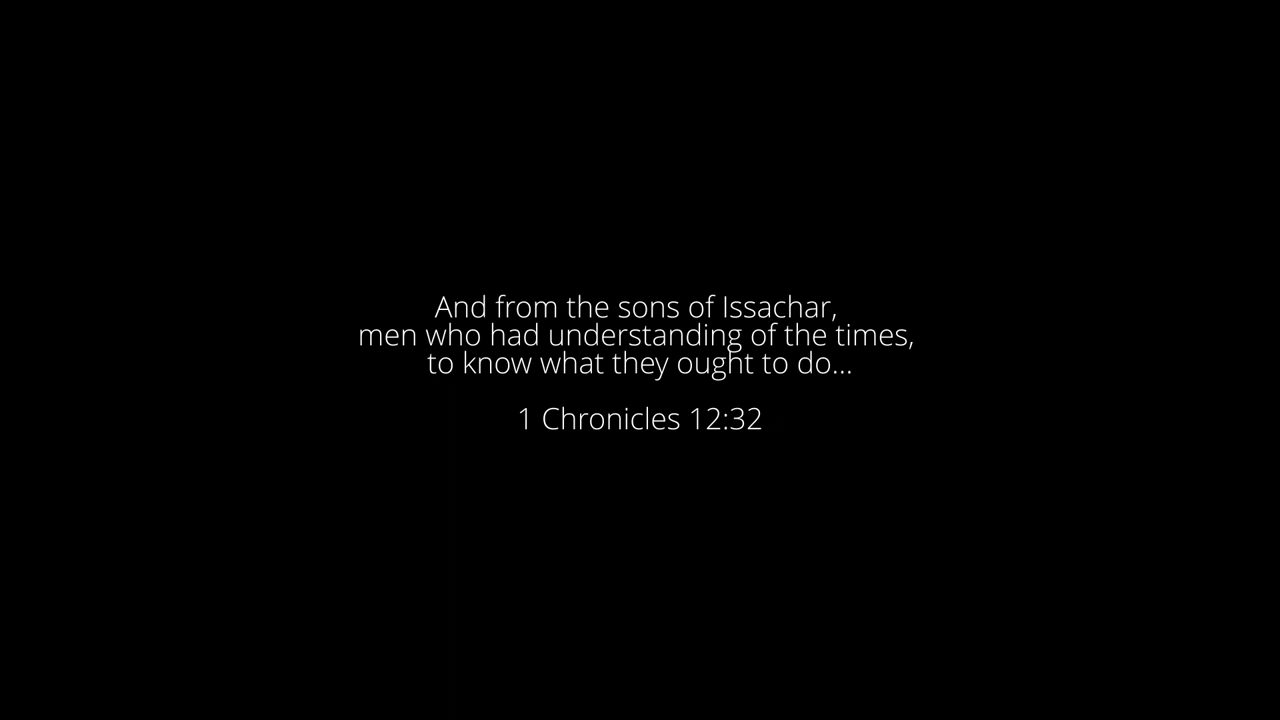 And from the sons of Issachar,
men who had understanding of the times,
to know what they ought to do...
1 Chronicles 12:32